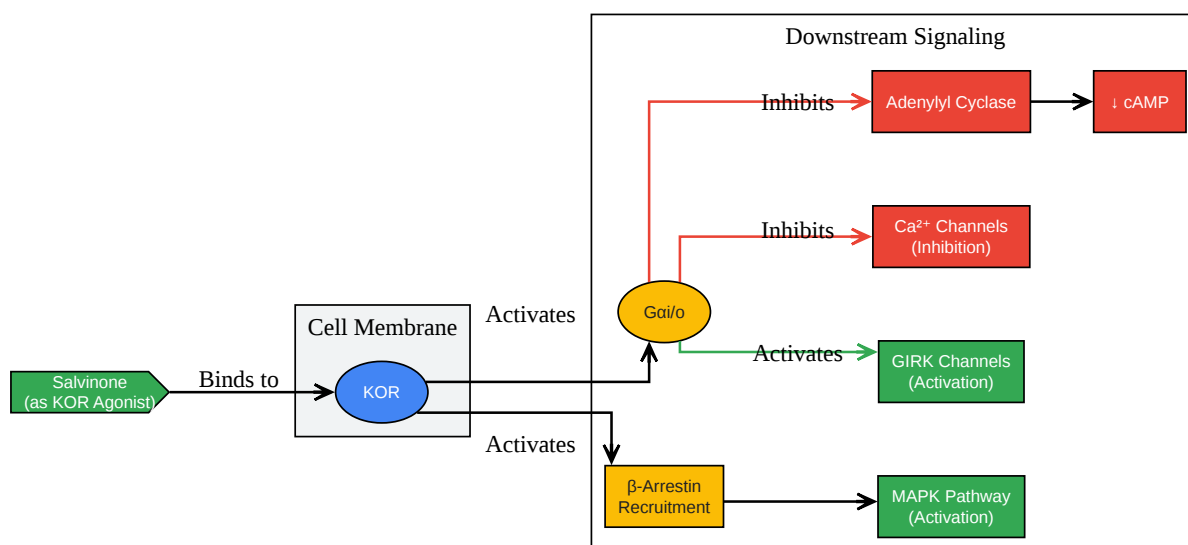 Downstream Signaling
Inhibits
Adenylyl Cyclase
↓ cAMP
Inhibits
Ca²⁺ Channels
(Inhibition)
Activates
Gαi/o
Cell Membrane
Activates
GIRK Channels
(Activation)
Salvinone
(as KOR Agonist)
Binds to
KOR
Activates
β-Arrestin
Recruitment
MAPK Pathway
(Activation)